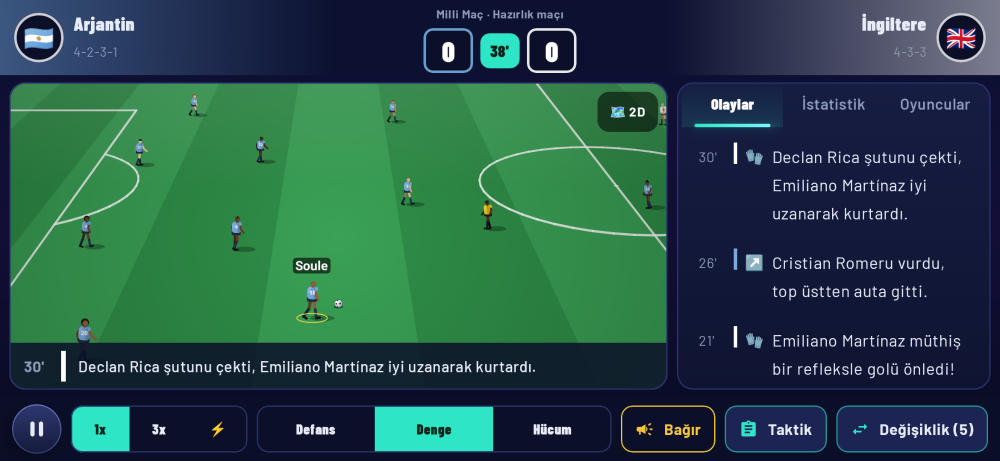 Arjantin
4-2-3-1
Milli Maç · Hazırlık maçı
0
38'
0
İngiltere
4-3-3
2D
Soule
30' Declan Rica şutunu çekti, Emiliano Martínaz iyi uzanarak kurtardı.
Olaylar İstatistik Oyuncular
30' Declan Rica şutunu çekti,
Emiliano Martínaz iyi
uzanarak kurtardı.
26' Cristian Romeru vurdu,
top üstten auta gitti.
21' Emiliano Martínaz müthiş
bir refleksle golü önledi!
1x 3x
Defans Denge Hücum
Bağır
Taktik
Değişiklik (5)